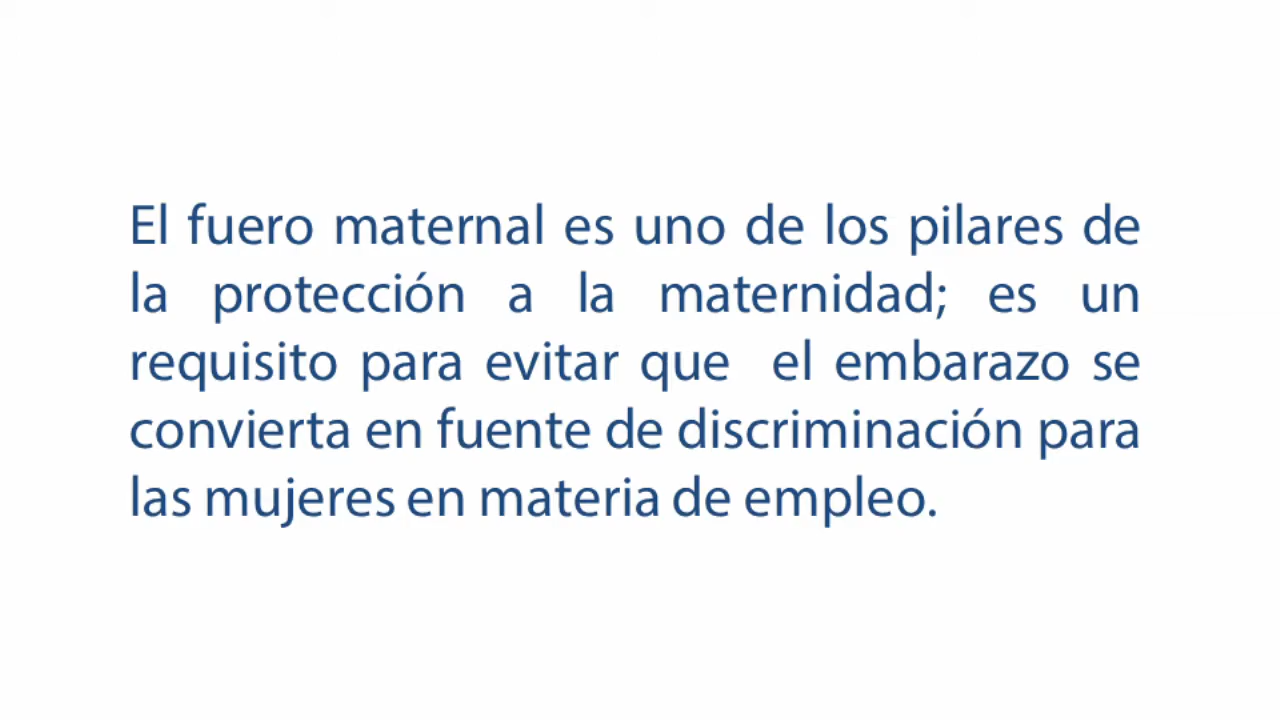 El fuero maternal es uno de los pilares de
la protección a la maternidad; es un
requisito para evitar que el embarazo se
convierta en fuente de discriminación para
las mujeres en materia de empleo.